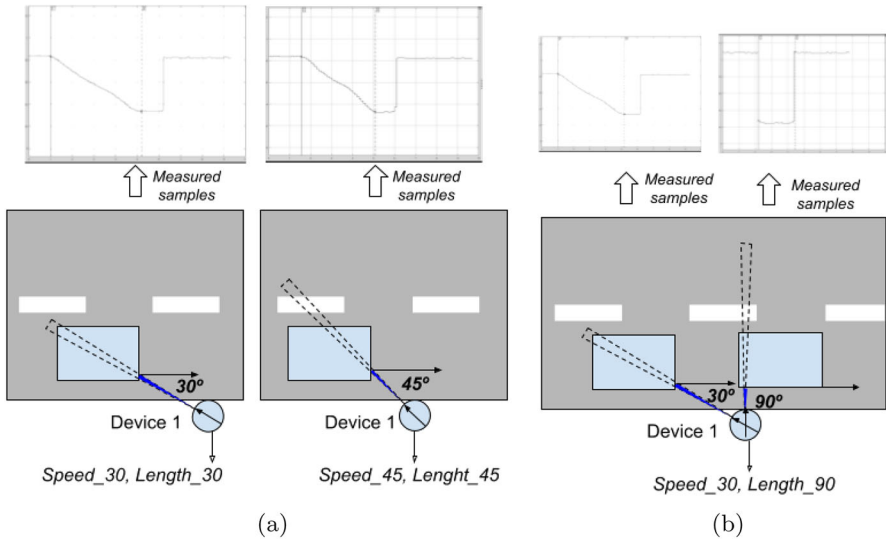 Measured
samples
Measured
samples
Measured
samples
Measured
samples
30º
45º
30º
90º
Device 1
Device 1
Device 1
Speed_30, Length_30
Speed_45, Lenght_45
Speed_30, Length_90
(a)
(b)